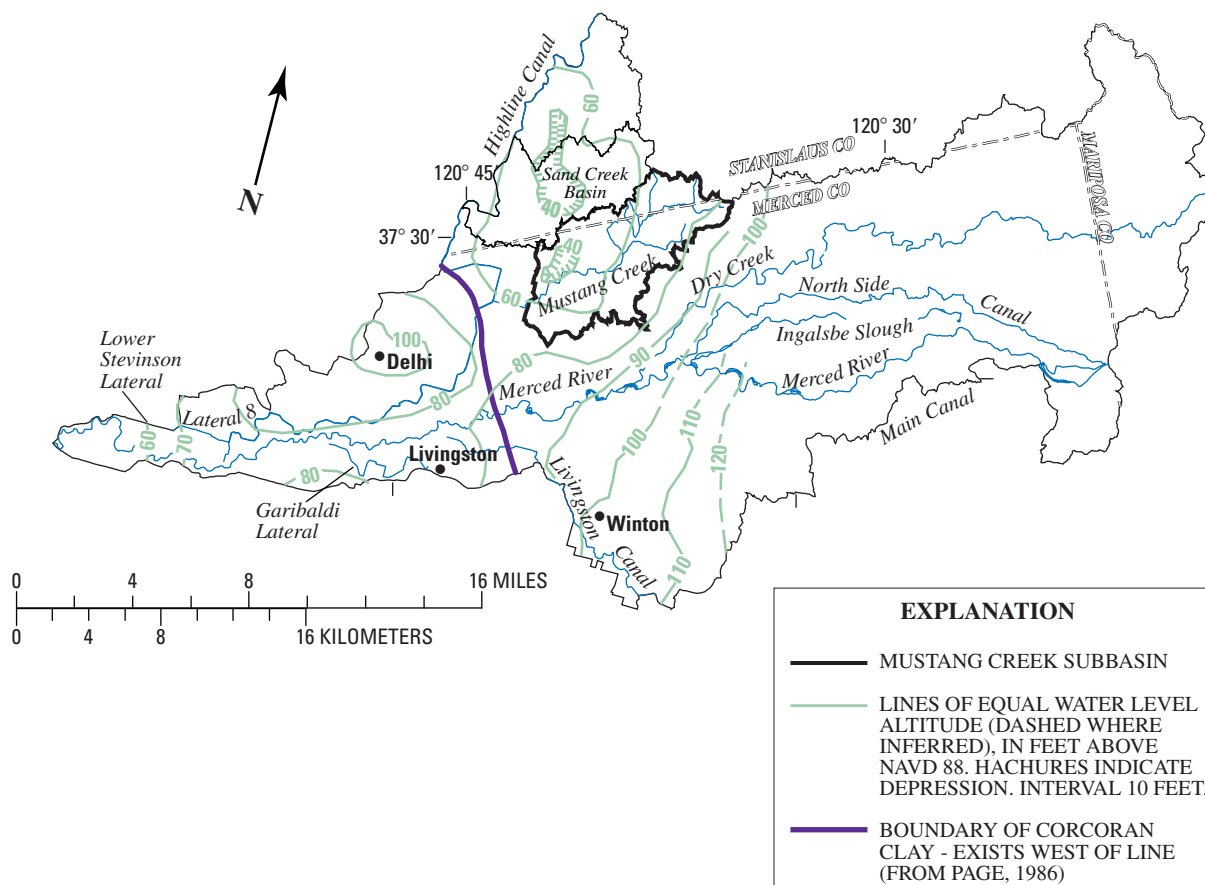 Highline Canal
60
120° 30′
STANISLAUS CO
MERCED CO
MARIPOSA CO
120° 45′
Sand Creek
Basin
40
N
37° 30′
40
100
Mustang Creek
Dry Creek
60
North Side
Canal
Ingalsbe Slough
Lower
Stevinson
Lateral
100
Delhi
80
90
Merced River
Merced River
80
Main Canal
Lateral 8
60
70
100
110
120
Livingston
80
Garibaldi
Lateral
Livingston Canal
Winton
110
0 4 8 16 MILES
0 4 8 16 KILOMETERS
EXPLANATION
MUSTANG CREEK SUBBASIN
LINES OF EQUAL WATER LEVEL
ALTITUDE (DASHED WHERE
INFERRED), IN FEET ABOVE
NAVD 88. HACHURES INDICATE
DEPRESSION. INTERVAL 10 FEET.
BOUNDARY OF CORCORAN
CLAY - EXISTS WEST OF LINE
(FROM PAGE, 1986)